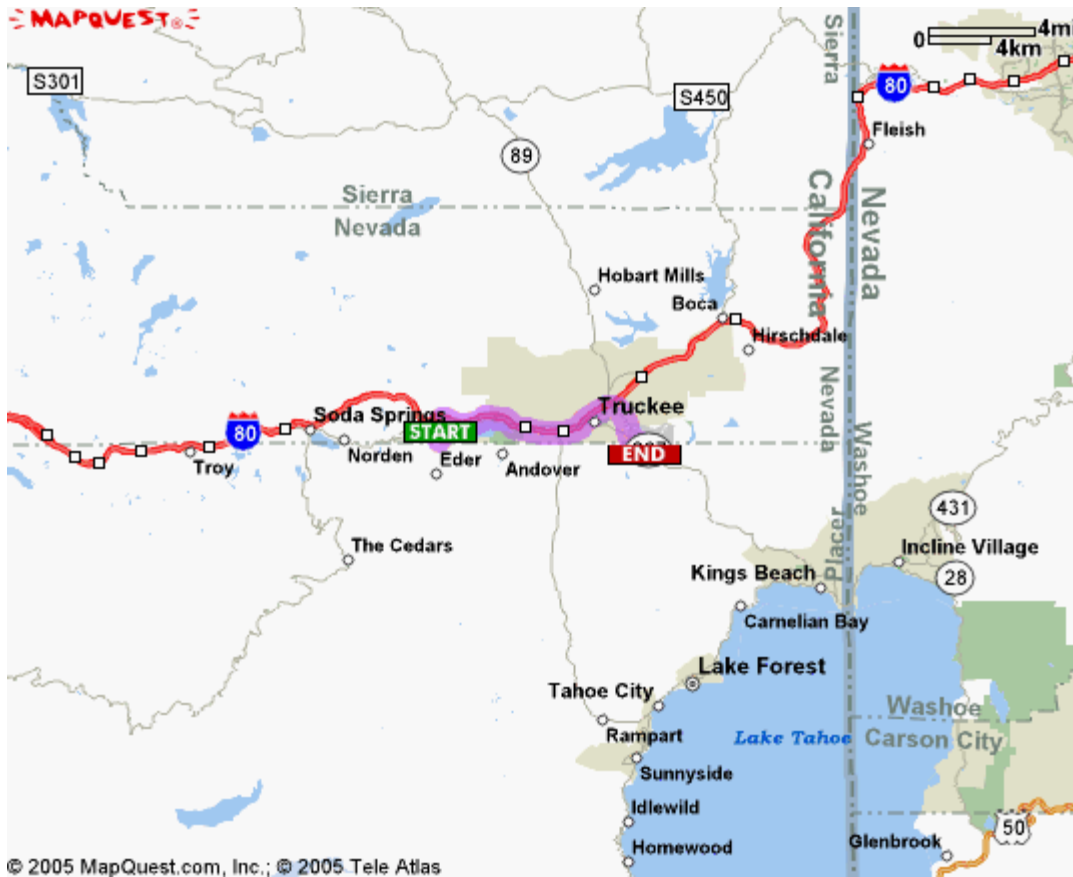 MAPQUEST®
Sierra
0
4mi
4km
S301
S450
80
Fleish
89
California
Nevada
Sierra
Nevada
Hobart Mills
Boca
Hirschdale
Nevada
Truckee
Soda Springs
START
80
END
Norden
Eder
Andover
Troy
Washoe
Placer
431
The Cedars
Incline Village
28
Kings Beach
Carnelian Bay
Lake Forest
Tahoe City
Rampart
Washoe
Lake Tahoe
Carson City
Sunnyside
Idlewild
50
Homewood
Glenbrook
© 2005 MapQuest.com, Inc.; © 2005 Tele Atlas